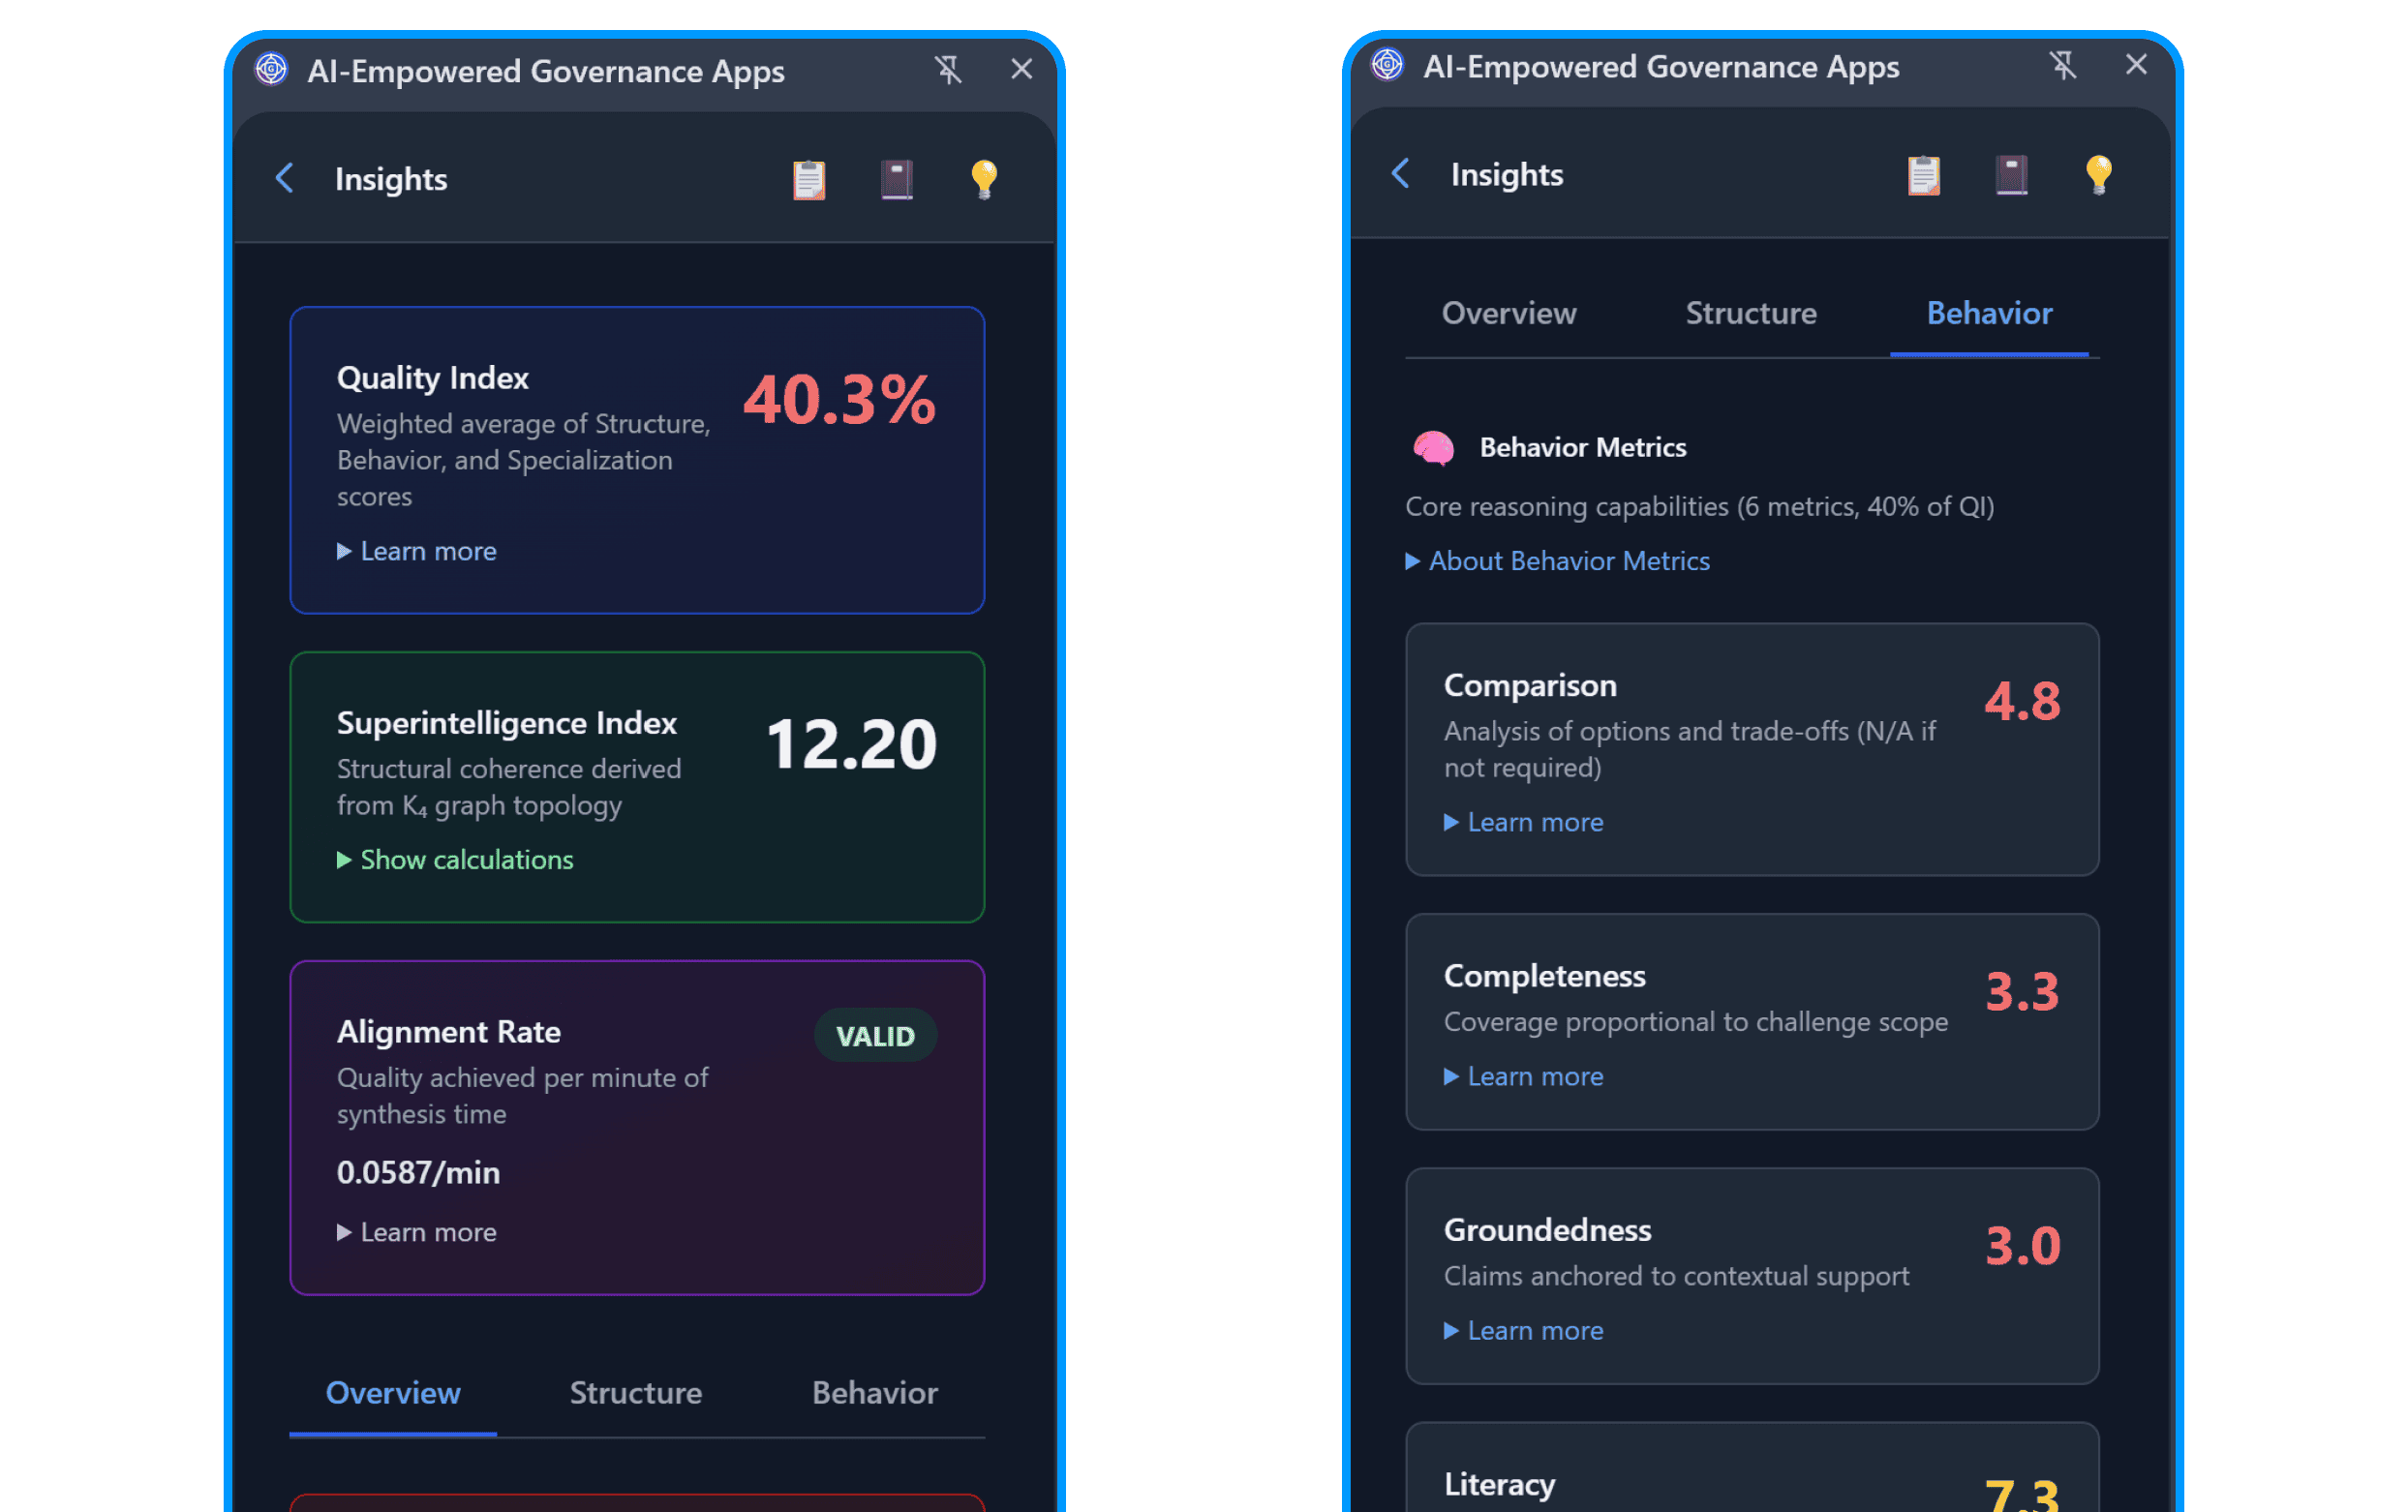 AI-Empowered Governance Apps
Insights
Quality Index
40.3%
Weighted average of Structure,
Behavior, and Specialization
scores
Learn more
Superintelligence Index
12.20
Structural coherence derived
from K₄ graph topology
Show calculations
Alignment Rate
VALID
Quality achieved per minute of
synthesis time
0.0587/min
Learn more
Overview
Structure
Behavior
AI-Empowered Governance Apps
Insights
Overview
Structure
Behavior
Behavior Metrics
Core reasoning capabilities (6 metrics, 40% of QI)
About Behavior Metrics
Comparison
4.8
Analysis of options and trade-offs (N/A if
not required)
Learn more
Completeness
3.3
Coverage proportional to challenge scope
Learn more
Groundedness
3.0
Claims anchored to contextual support
Learn more
Literacy
7.3